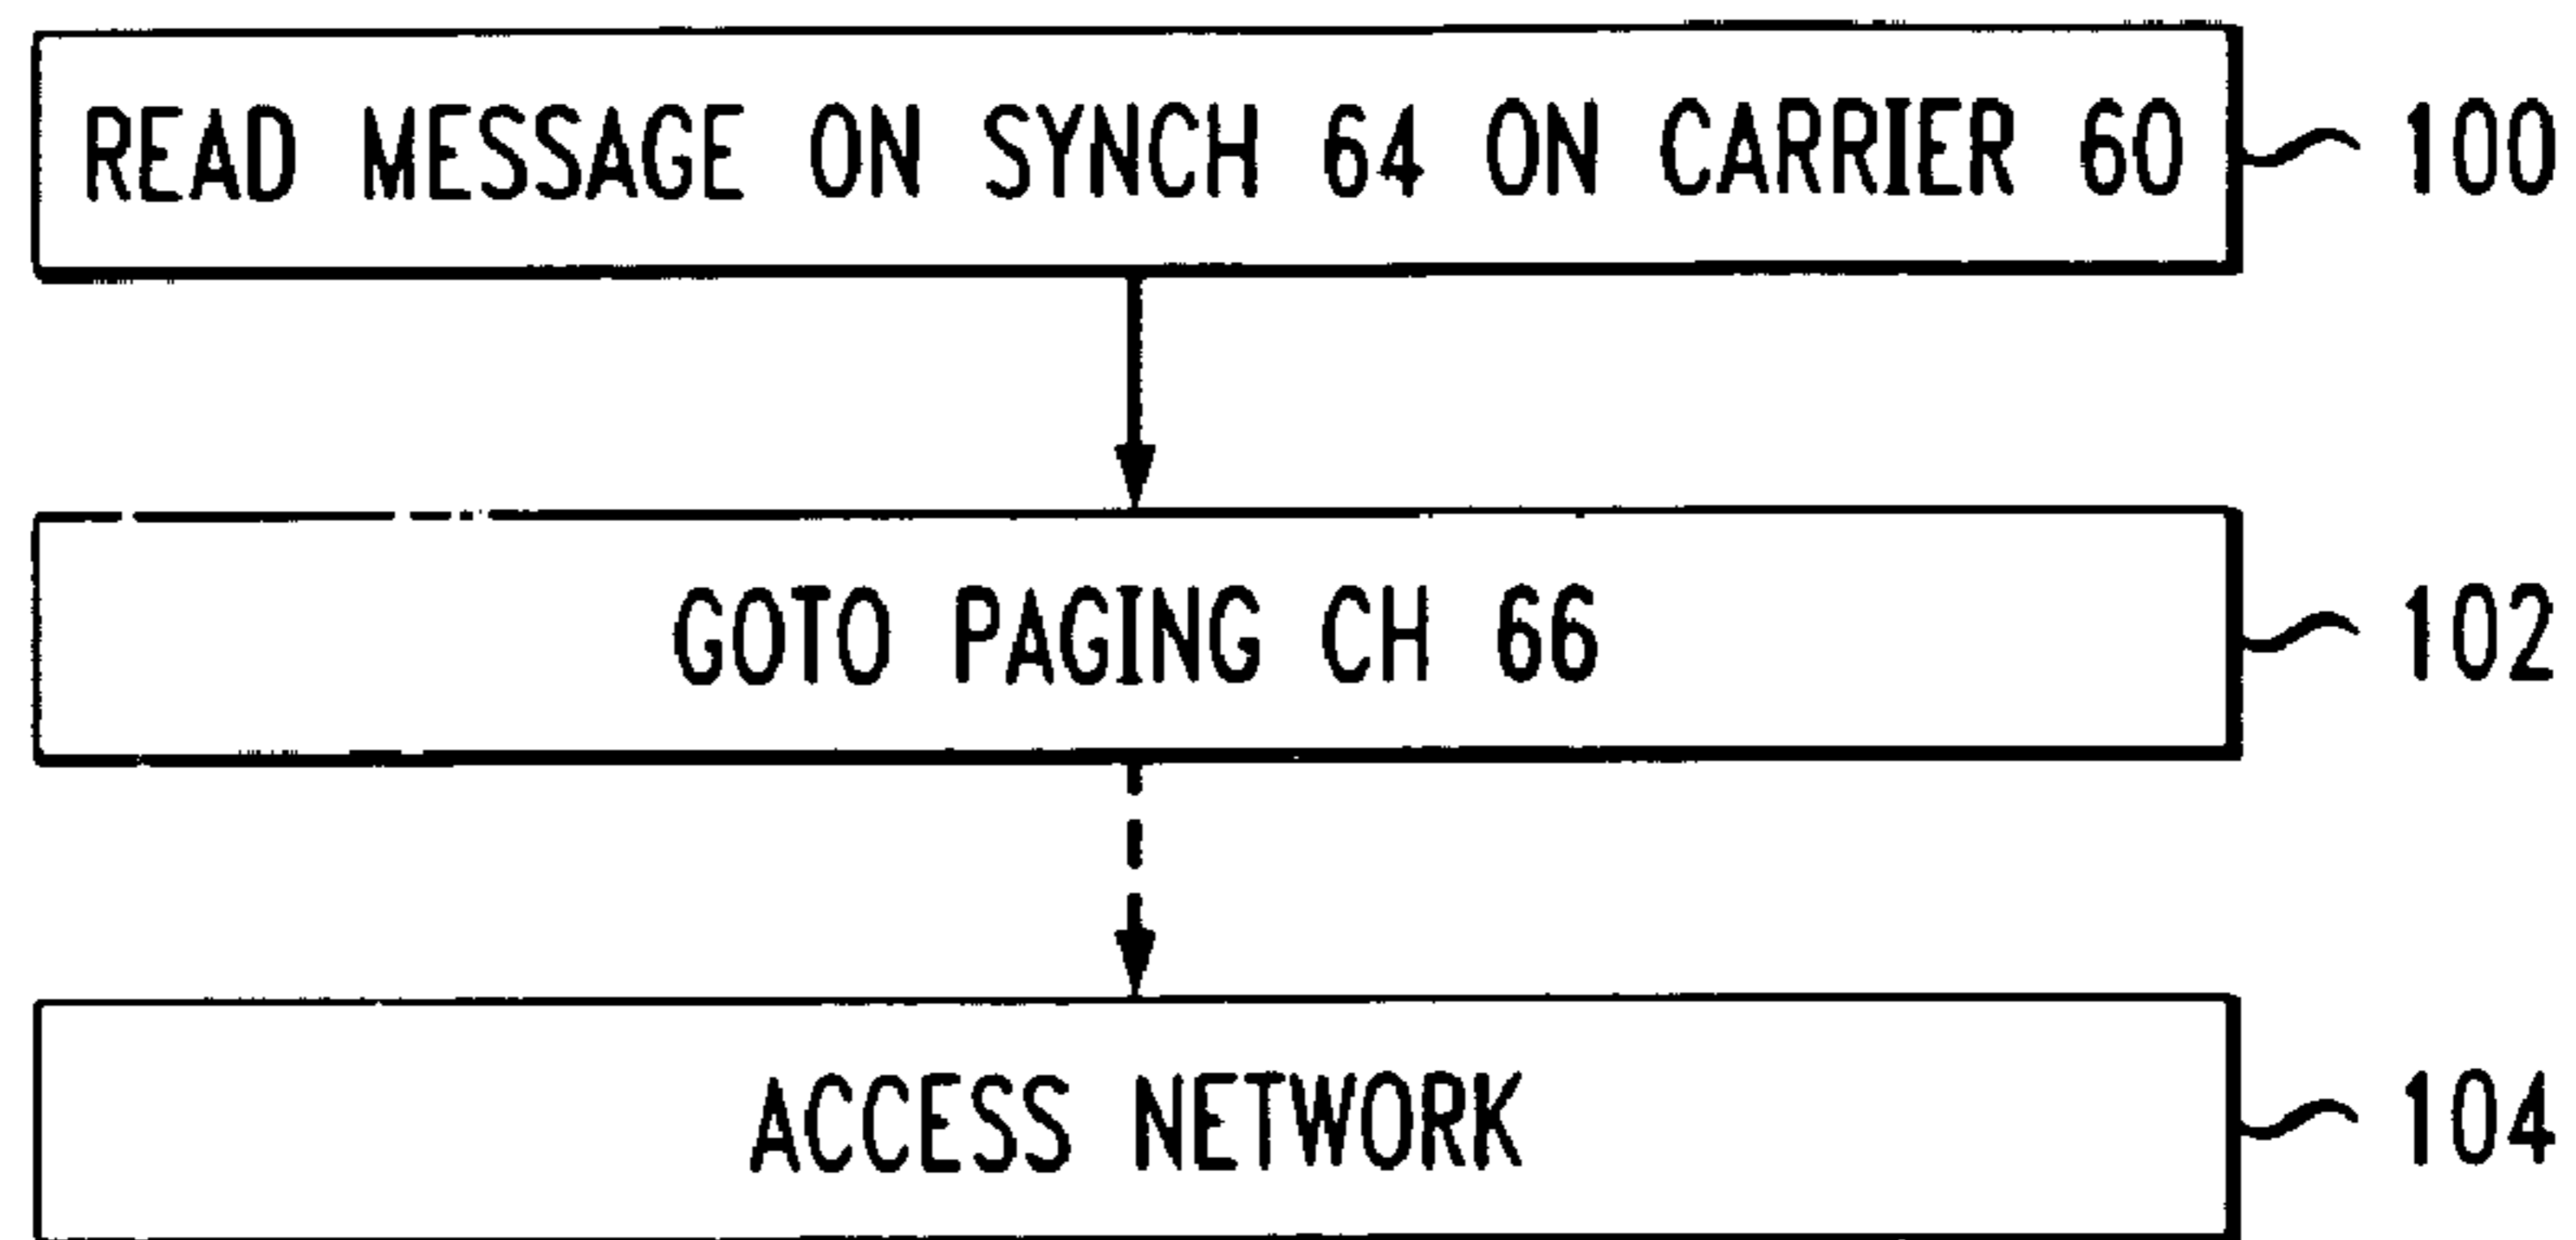 READ MESSAGE ON SYNCH 64 ON CARRIER 60 100
GOTO PAGING CH 66 102
ACCESS NETWORK 104